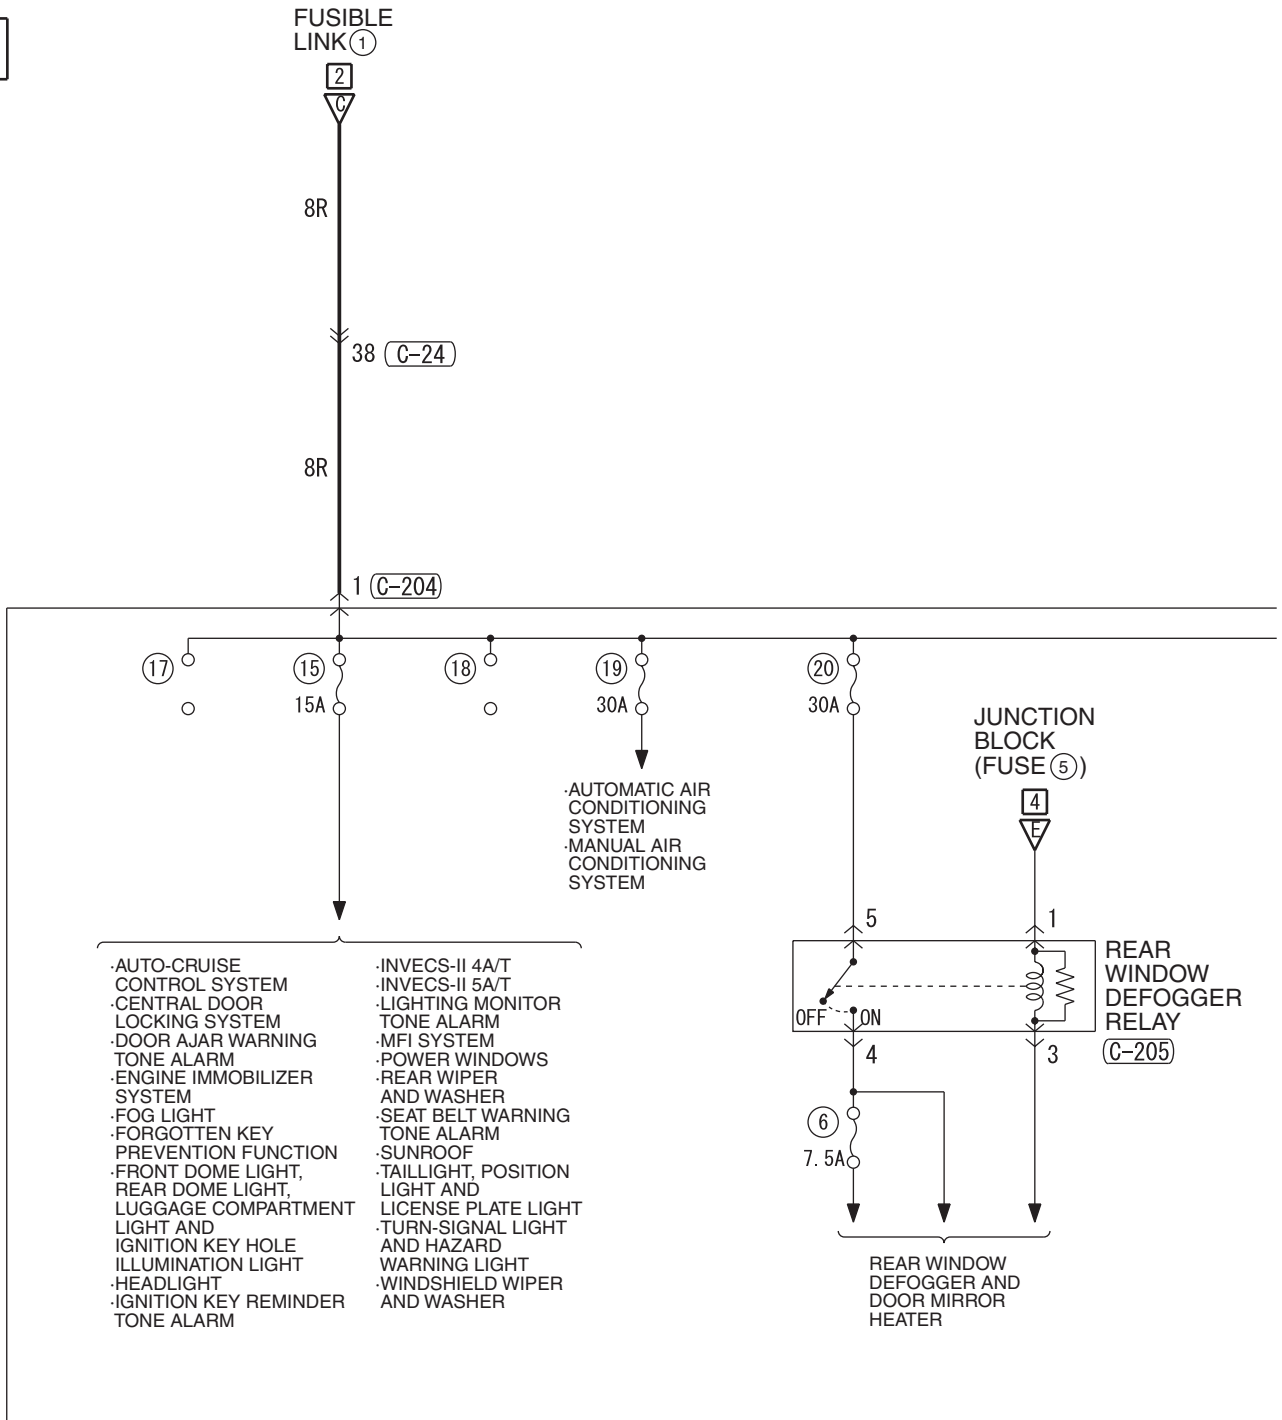 FUSIBLE
LINK 1
2
C
8R
38 C-24
8R
1 C-204
17
15
18
19
20
15A
30A
30A
JUNCTION
BLOCK
(FUSE 5)
4
E
·AUTOMATIC AIR
CONDITIONING
SYSTEM
·MANUAL AIR
CONDITIONING
SYSTEM
5
1
REAR
WINDOW
DEFOGGER
RELAY
C-205
OFF
ON
4
3
·AUTO-CRUISE
CONTROL SYSTEM
·CENTRAL DOOR
LOCKING SYSTEM
·DOOR AJAR WARNING
TONE ALARM
·ENGINE IMMOBILIZER
SYSTEM
·FOG LIGHT
·FORGOTTEN KEY
PREVENTION FUNCTION
·FRONT DOME LIGHT,
REAR DOME LIGHT,
LUGGAGE COMPARTMENT
LIGHT AND
IGNITION KEY HOLE
ILLUMINATION LIGHT
·HEADLIGHT
·IGNITION KEY REMINDER
TONE ALARM
·INVECS-II 4A/T
·INVECS-II 5A/T
·LIGHTING MONITOR
TONE ALARM
·MFI SYSTEM
·POWER WINDOWS
·REAR WIPER
AND WASHER
·SEAT BELT WARNING
TONE ALARM
·SUNROOF
·TAILLIGHT, POSITION
LIGHT AND
LICENSE PLATE LIGHT
·TURN-SIGNAL LIGHT
AND HAZARD
WARNING LIGHT
·WINDSHIELD WIPER
AND WASHER
6
7.5A
REAR WINDOW
DEFOGGER AND
DOOR MIRROR
HEATER